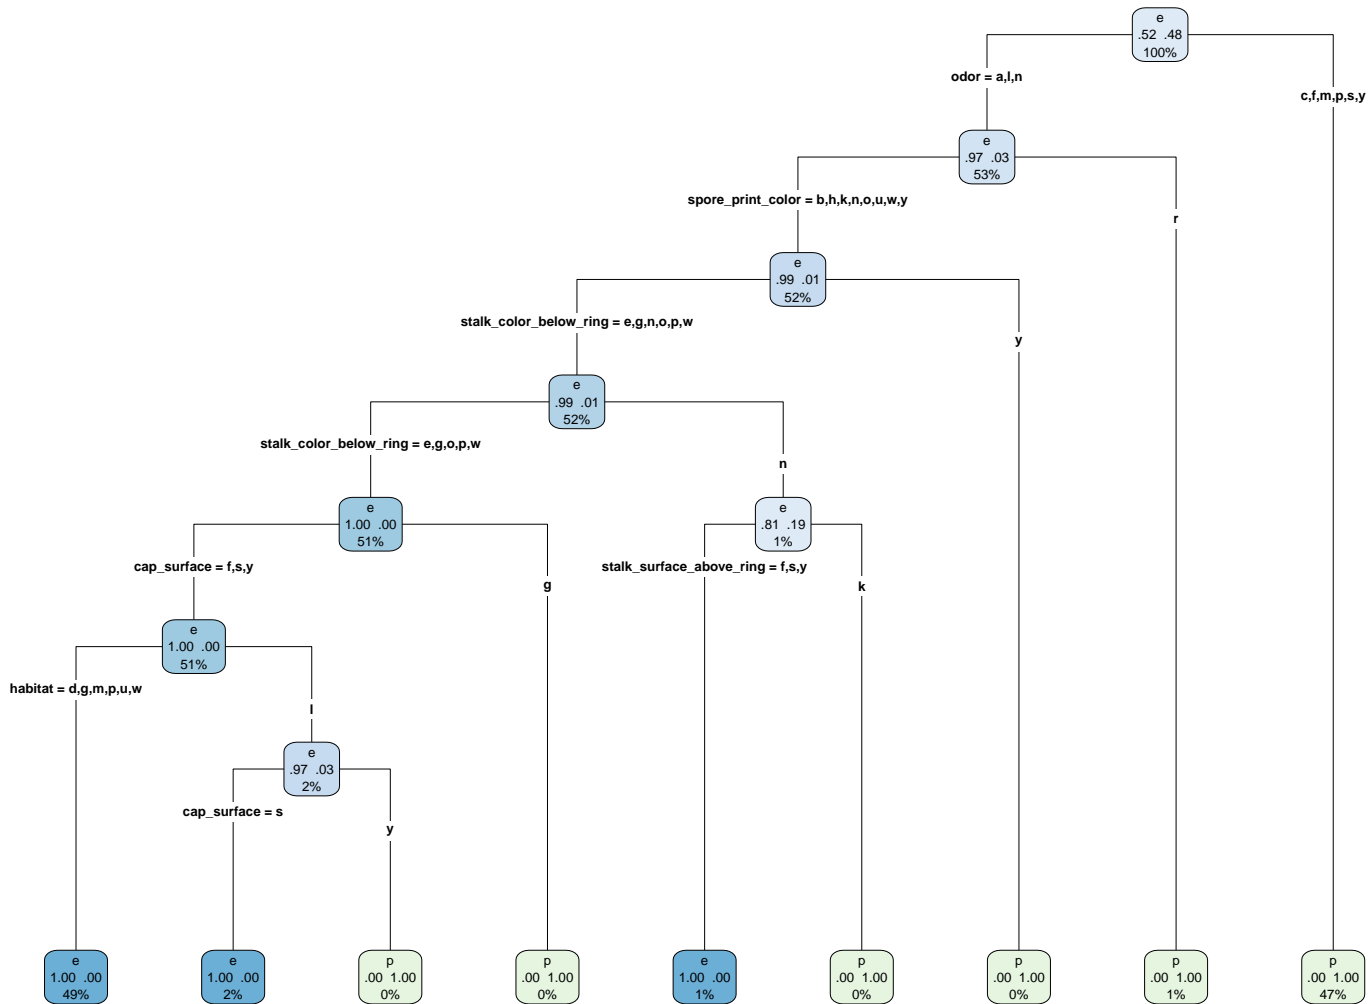 e
.52 .48
100%
odor = a,l,n
c,f,m,p,s,y
e
.97 .03
53%
spore_print_color = b,h,k,n,o,u,w,y
r
e
.99 .01
52%
stalk_color_below_ring = e,g,n,o,p,w
y
e
.99 .01
52%
stalk_color_below_ring = e,g,o,p,w
n
e
1.00 .00
51%
e
.81 .19
1%
cap_surface = f,s,y
g
stalk_surface_above_ring = f,s,y
k
e
1.00 .00
51%
habitat = d,g,m,p,u,w
l
e
.97 .03
2%
cap_surface = s
y
e
1.00 .00
49%
e
1.00 .00
2%
p
.00 1.00
0%
p
.00 1.00
0%
e
1.00 .00
1%
p
.00 1.00
0%
p
.00 1.00
0%
p
.00 1.00
1%
p
.00 1.00
47%